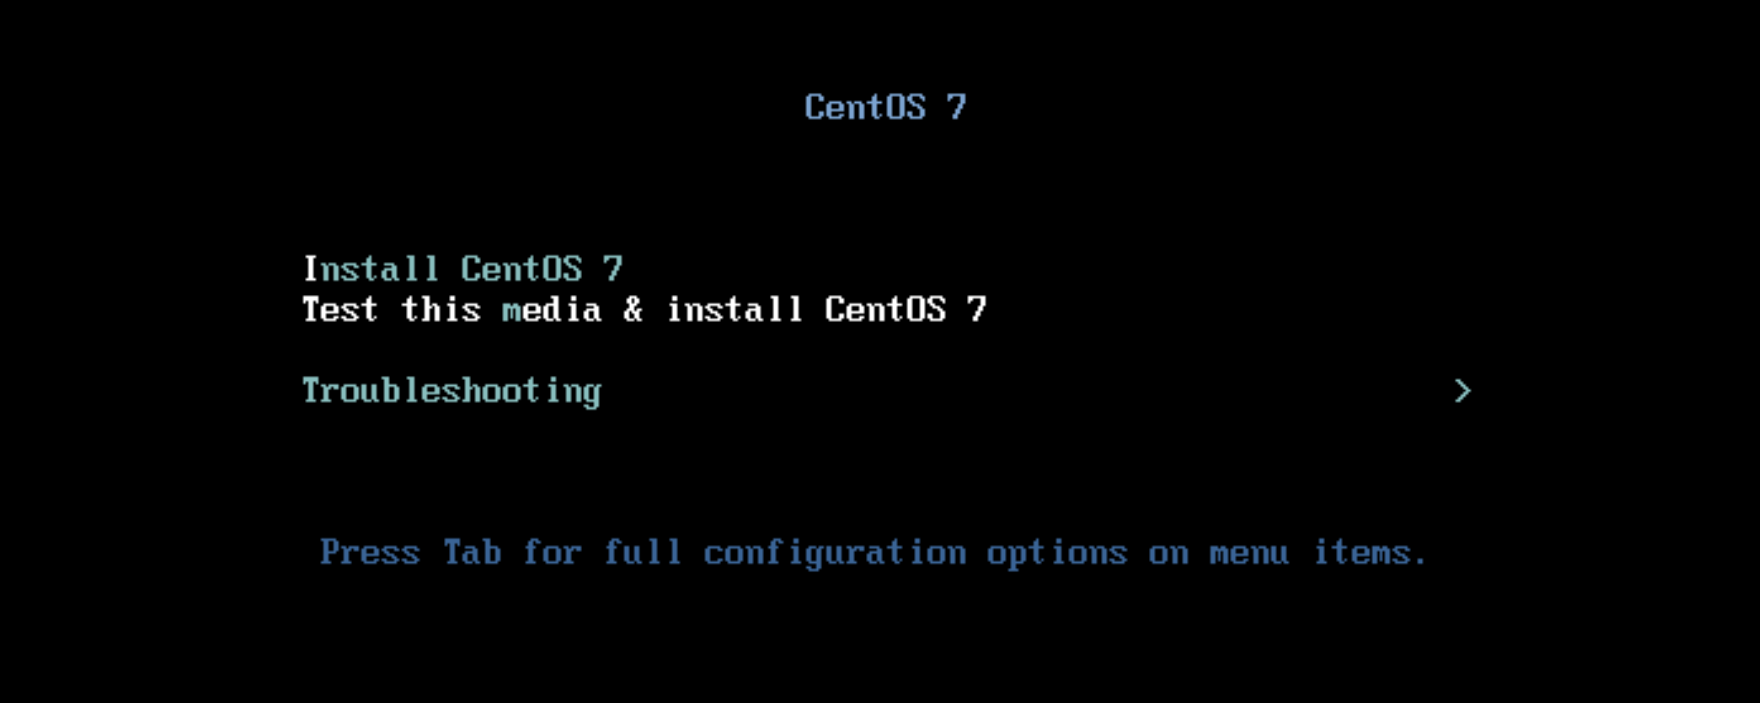 CentOS 7
Install CentOS 7
Test this media & install CentOS 7
Troubleshooting >
Press Tab for full configuration options on menu items.